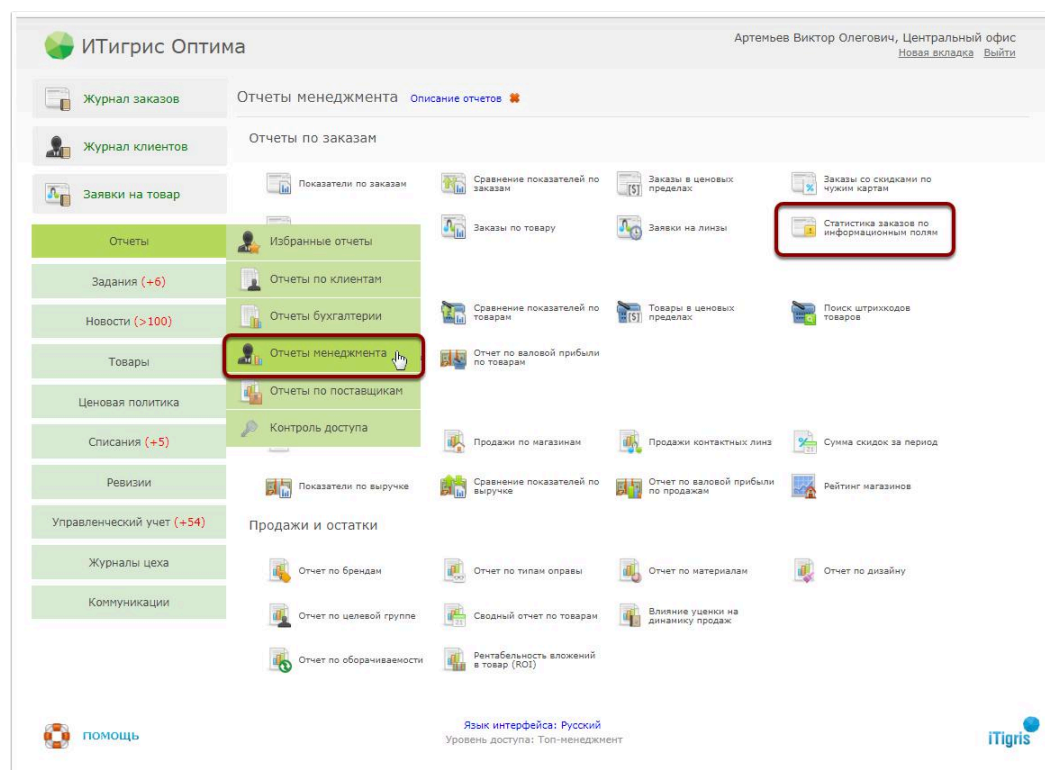 ИТигрис Оптима
Артемьев Виктор Олегович, Центральный офис
Новая вкладка Выйти
Журнал заказов
Журнал клиентов
Заявки на товар
Отчеты менеджмента Описание отчетов
Отчеты по заказам
Показатели по заказам
Сравнение показателей по
заказам
Заказы в ценовых
пределах
Заказы со скидками по
чужим картам
Заказы по товару
Заявки на линзы
Статистика заказов по
информационным полям
Отчеты
Задания (+6)
Новости (>100)
Товары
Ценовая политика
Списания (+5)
Ревизии
Управленческий учет (+54)
Журналы цеха
Коммуникации
Избранные отчеты
Отчеты по клиентам
Отчеты бухгалтерии
Отчеты менеджмента
Отчеты по поставщикам
Контроль доступа
Сравнение показателей по
товарам
Товары в ценовых
пределах
Поиск штрихкодов
товаров
Отчет по валовой прибыли
по товарам
Продажи по магазинам
Продажи контактных линз
Сумма скидок за период
Показатели по выручке
Сравнение показателей по
выручке
Отчет по валовой прибыли
по продажам
Рейтинг магазинов
Продажи и остатки
Отчет по брендам
Отчет по типам оправы
Отчет по материалам
Отчет по дизайну
Отчет по целевой группе
Сводный отчет по товарам
Влияние уценки на
динамику продаж
Отчет по оборачиваемости
Рентабельность вложений
в товар (ROI)
помощь
Язык интерфейса: Русский
Уровень доступа: Топ-менеджмент
iTigris